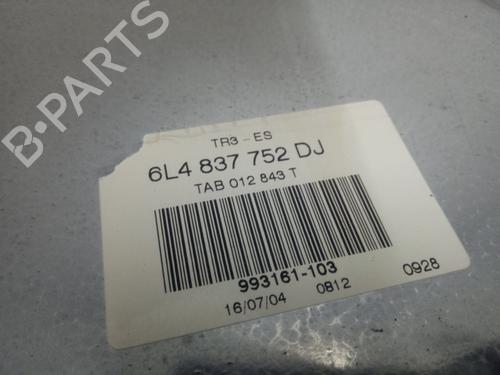 B-PARTS
TR3-ES
6L4 837 752 DJ
TAB 012 843 T
993161-103
16/07/04 0812 0928